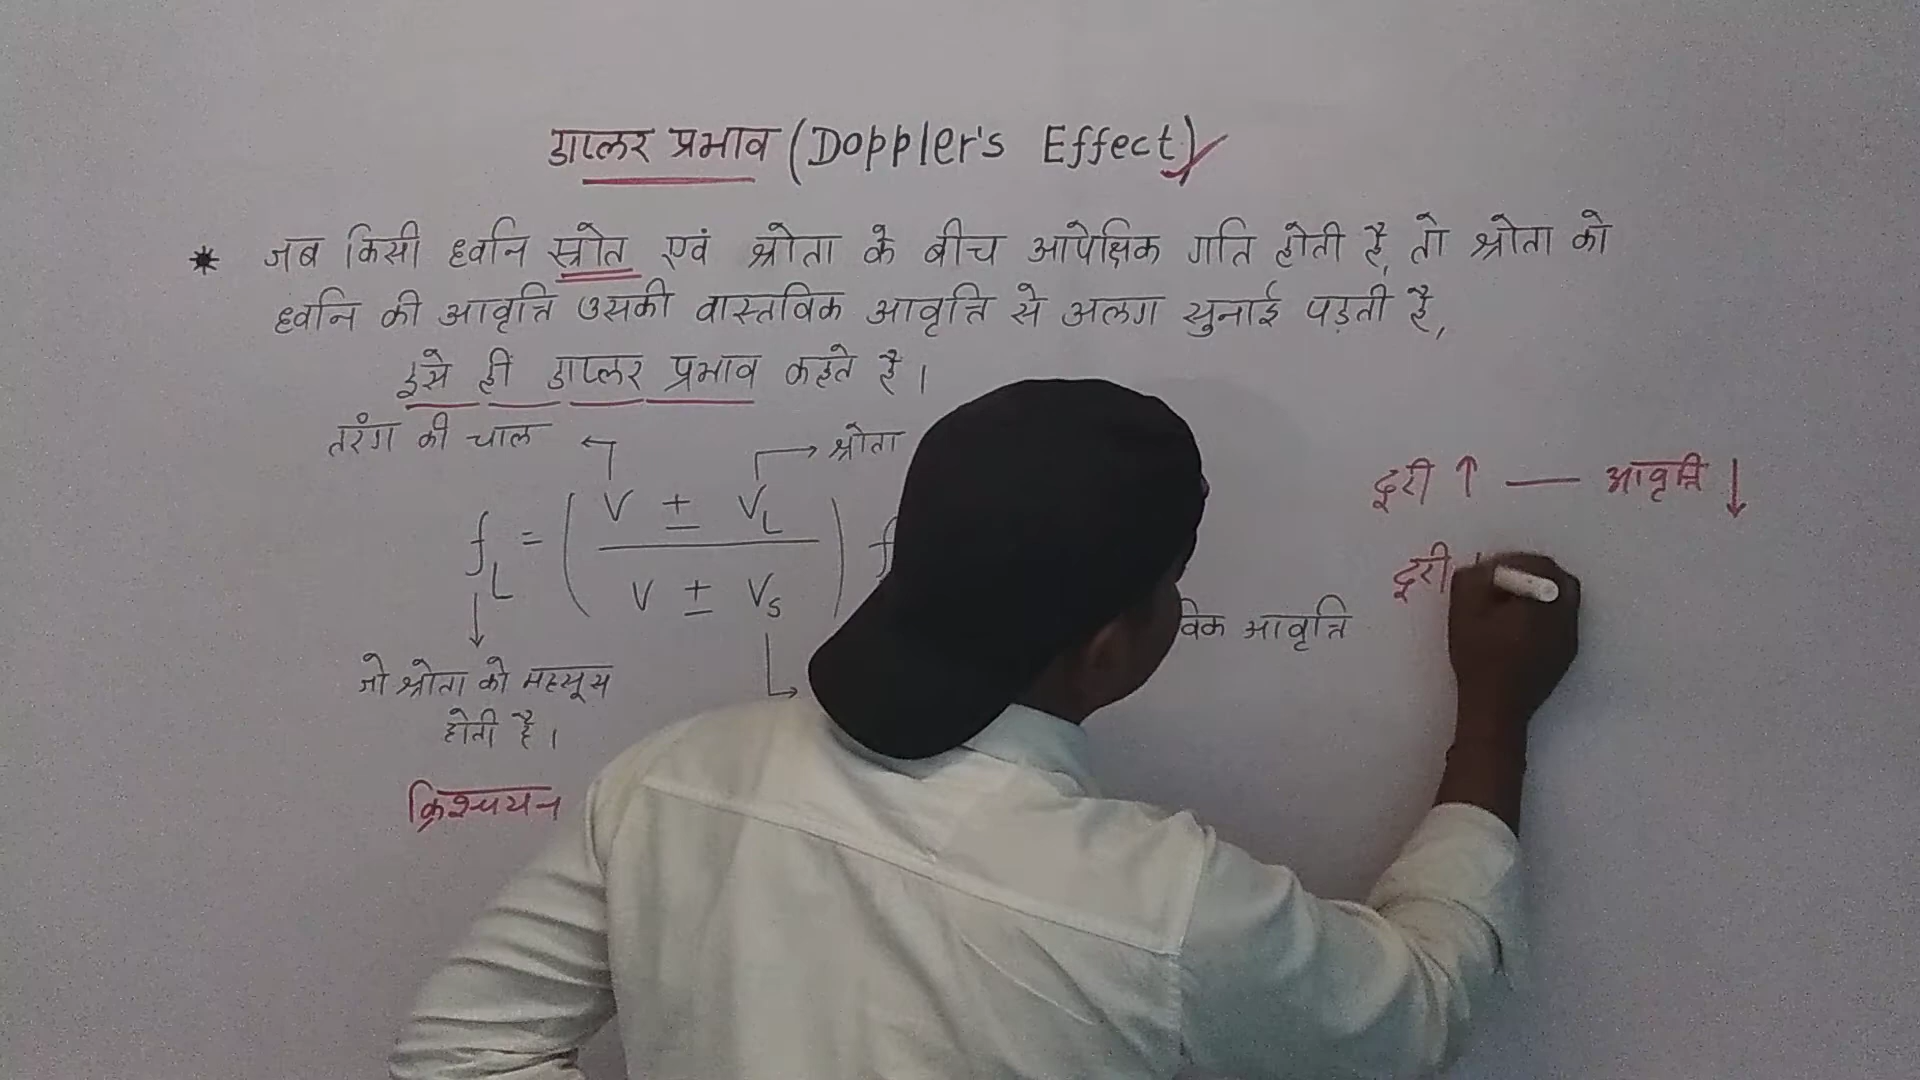 डाप्लर प्रभाव (Doppler's Effect)
* जब किसी ध्वनि स्त्रोत एवं श्रोता के बीच आपेक्षिक गति होती है, तो श्रोता को
ध्वनि की आवृत्ति उसकी वास्तविक आवृत्ति से अलग सुनाई पड़ती है,
इसे ही डाप्लर प्रभाव कहते है।
तरंग की चाल ← → श्रोता
f_L = ( (V ± V_L) / (V ± V_s) ) f
जो श्रोता को महसूस
होती है।
विक आवृत्ति
दूरी ↑ — आवृत्ति ↓
दूरी